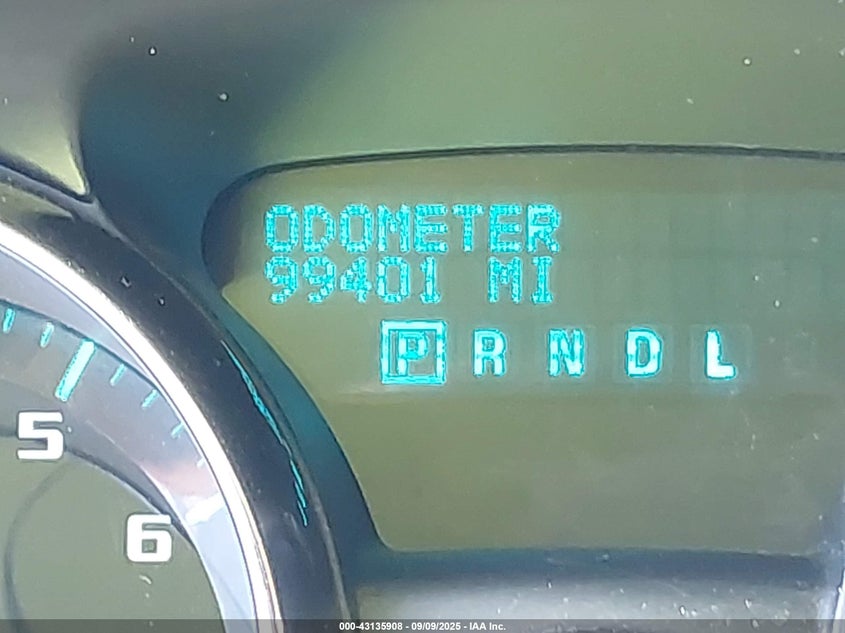 ODOMETER
99401 MI
P R N D L
5
6
000-43135908 - 09/09/2025 - IAA Inc.